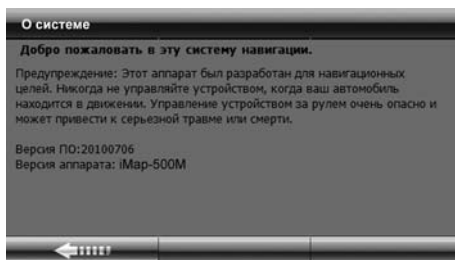 О системе
Добро пожаловать в эту систему навигации.
Предупреждение: Этот аппарат был разработан для навигационных
целей. Никогда не управляйте устройством, когда ваш автомобиль
находится в движении. Управление устройством за рулем очень опасно и
может привести к серьезной травме или смерти.
Версия ПО:20100706
Версия аппарата: iMap-500M